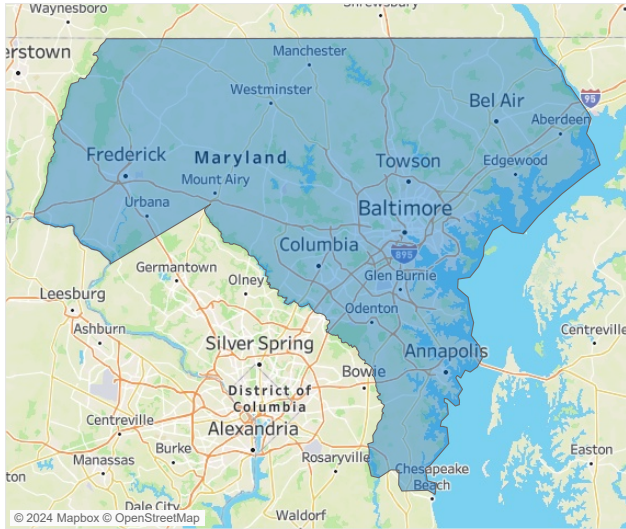 Waynesboro
Shrewsbury
erstown
Manchester
Westminster
Bel Air
95
Aberdeen
Frederick
Maryland
Towson
Edgewood
Mount Airy
Urbana
Baltimore
Columbia
895
Germantown
Olney
Glen Burnie
Leesburg
Odenton
Ashburn
Silver Spring
Annapolis
Centreville
Bowie
District of
Columbia
Centreville
Alexandria
Burke
Rosaryville
Easton
Manassas
Chesapeake
Beach
ton
Dale City
Waldorf
© 2024 Mapbox © OpenStreetMap